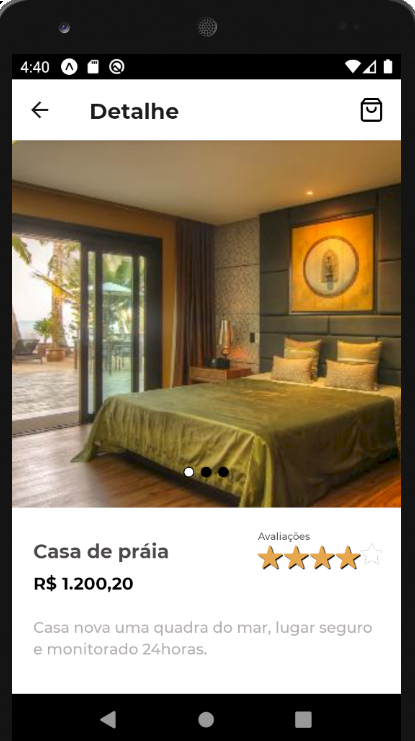 4:40
Detalhe
Casa de práia
Avaliações
R$ 1.200,20
Casa nova uma quadra do mar, lugar seguro
e monitorado 24horas.